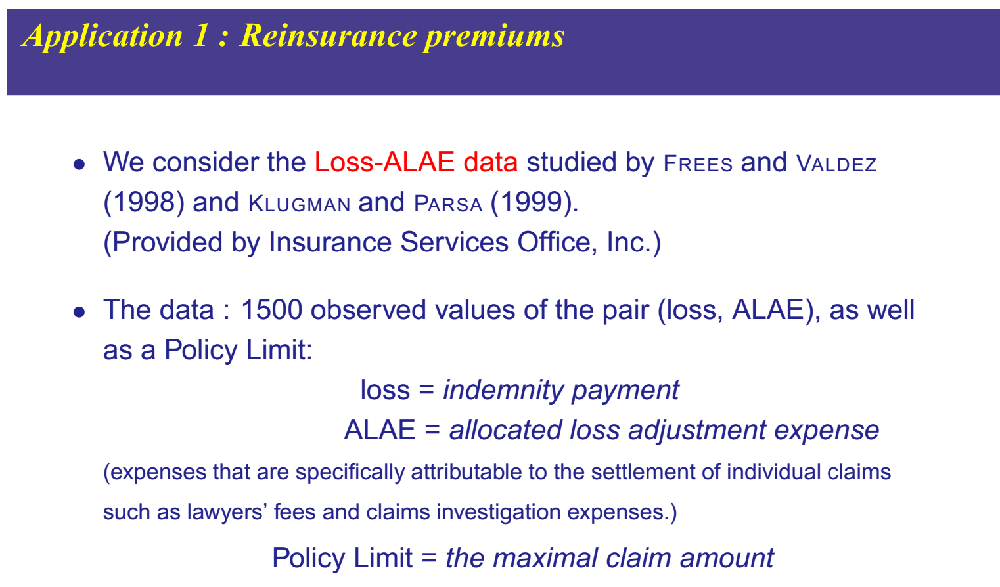 Application 1 : Reinsurance premiums
• We consider the Loss-ALAE data studied by FREES and VALDEZ
(1998) and KLUGMAN and PARSA (1999).
(Provided by Insurance Services Office, Inc.)
• The data : 1500 observed values of the pair (loss, ALAE), as well
as a Policy Limit:
loss = indemnity payment
ALAE = allocated loss adjustment expense
(expenses that are specifically attributable to the settlement of individual claims
such as lawyers’ fees and claims investigation expenses.)
Policy Limit = the maximal claim amount